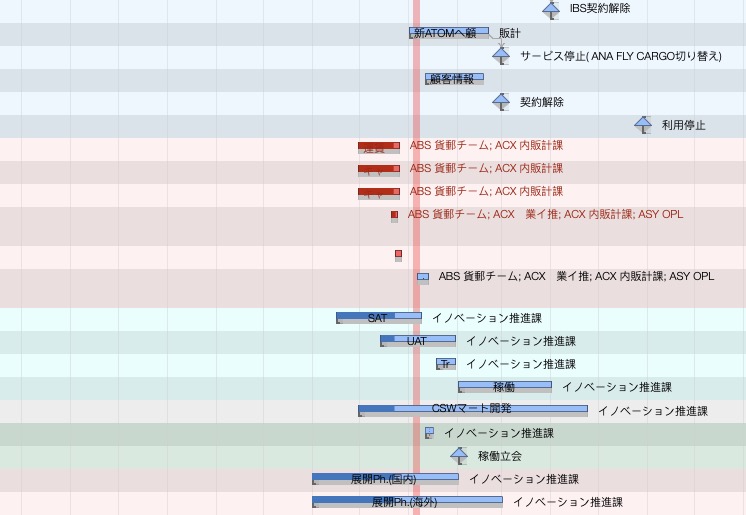 IBS契約解除
新ATOMへ顧 販計
サービス停止( ANA FLY CARGO切り替え)
顧客情報
契約解除
利用停止
ABS 貨郵チーム; ACX 内販計課
ABS 貨郵チーム; ACX 内販計課
ABS 貨郵チーム; ACX 内販計課
ABS 貨郵チーム; ACX 業イ推; ACX 内販計課; ASY OPL
ABS 貨郵チーム; ACX 業イ推; ACX 内販計課; ASY OPL
SAT イノベーション推進課
UAT イノベーション推進課
Tr イノベーション推進課
稼働 イノベーション推進課
CSWマート開発 イノベーション推進課
イノベーション推進課
稼働立会
展開Ph.(国内) イノベーション推進課
展開Ph.(海外) イノベーション推進課